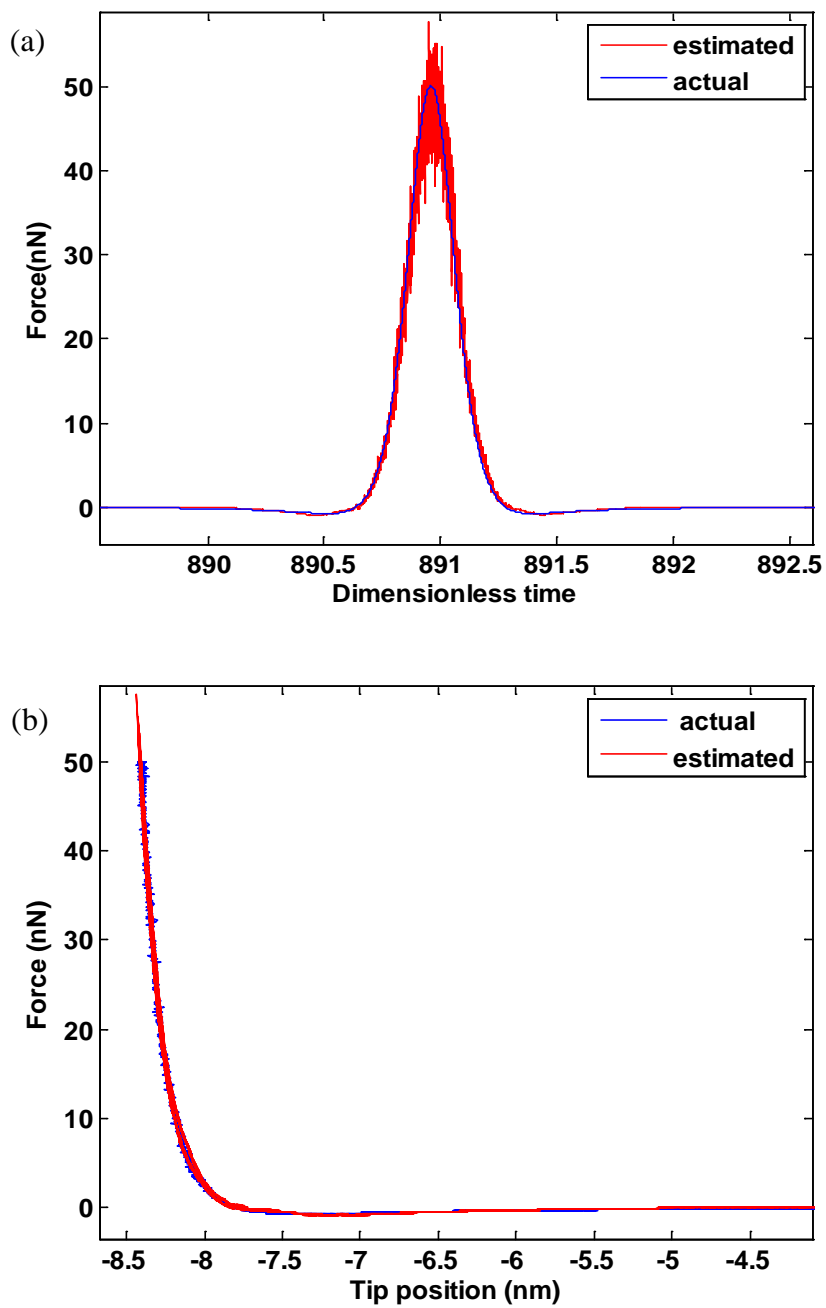 (a)
estimated
actual
50
40
30
20
10
0
Force(nN)
890 890.5 891 891.5 892 892.5
Dimensionless time
(b)
actual
estimated
50
40
30
20
10
0
Force (nN)
-8.5 -8 -7.5 -7 -6.5 -6 -5.5 -5 -4.5
Tip position (nm)